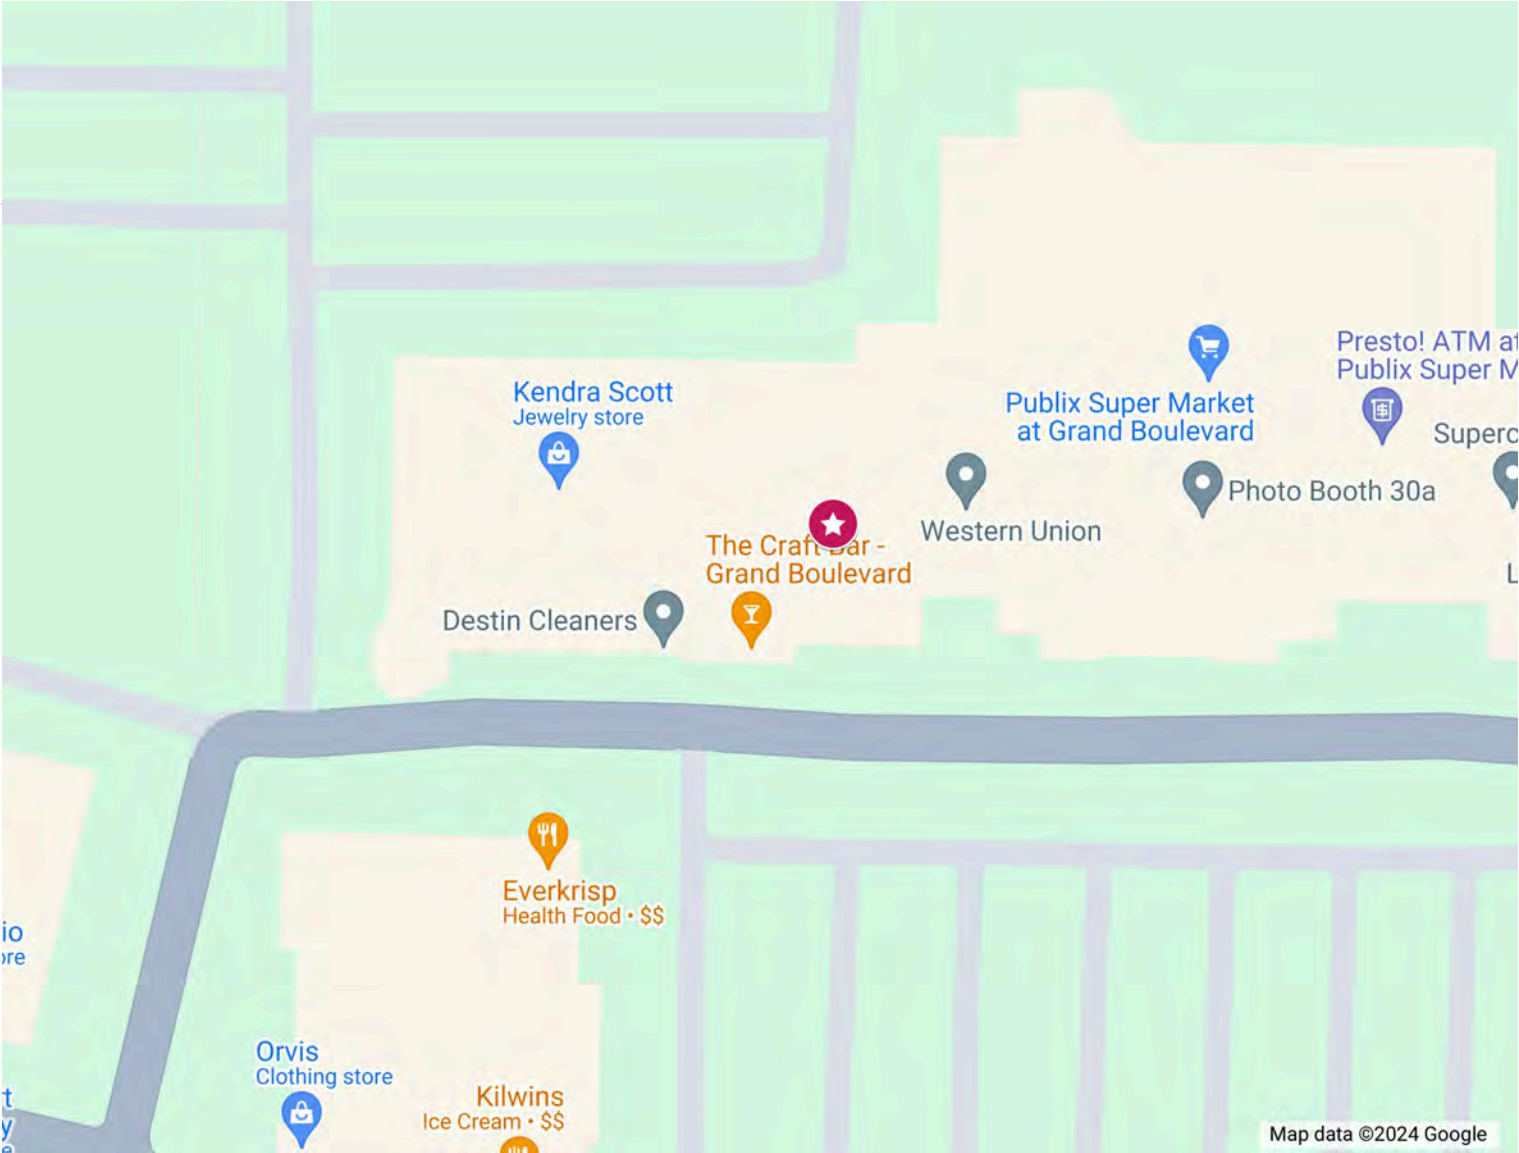 Presto! ATM at
Publix Super M
Kendra Scott
Jewelry store
Publix Super Market
at Grand Boulevard
Superc
Photo Booth 30a
Western Union
The Craft Bar -
Grand Boulevard
Destin Cleaners
Everkrisp
Health Food • $$
io
ore
Orvis
Clothing store
Kilwins
Ice Cream • $$
t
y
Map data ©2024 Google